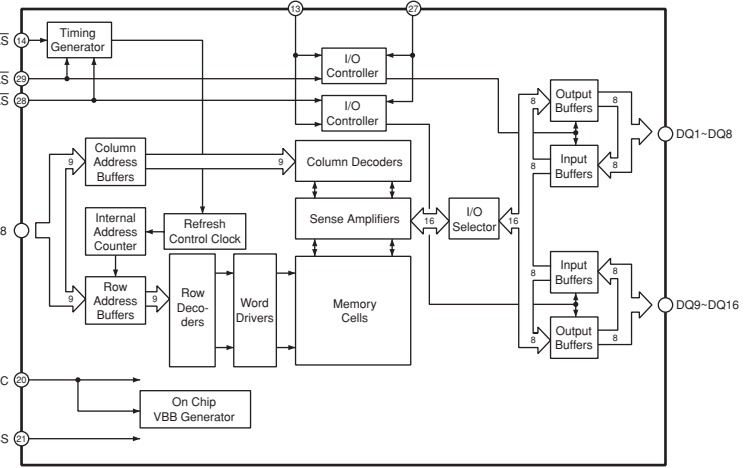 13
27
14
Timing
Generator
29
28
I/O
Controller
I/O
Controller
8
Output
Buffers
8
DQ1~DQ8
Input
Buffers
8
8
9
Column
Address
Buffers
9
Column Decoders
Internal
Address
Counter
Refresh
Control Clock
Sense Amplifiers
16
I/O
Selector
16
8
9
Row
Address
Buffers
9
Row
Deco-
ders
Word
Drivers
Memory
Cells
8
Input
Buffers
8
DQ9~DQ16
8
Output
Buffers
8
C
20
On Chip
VBB Generator
S
21